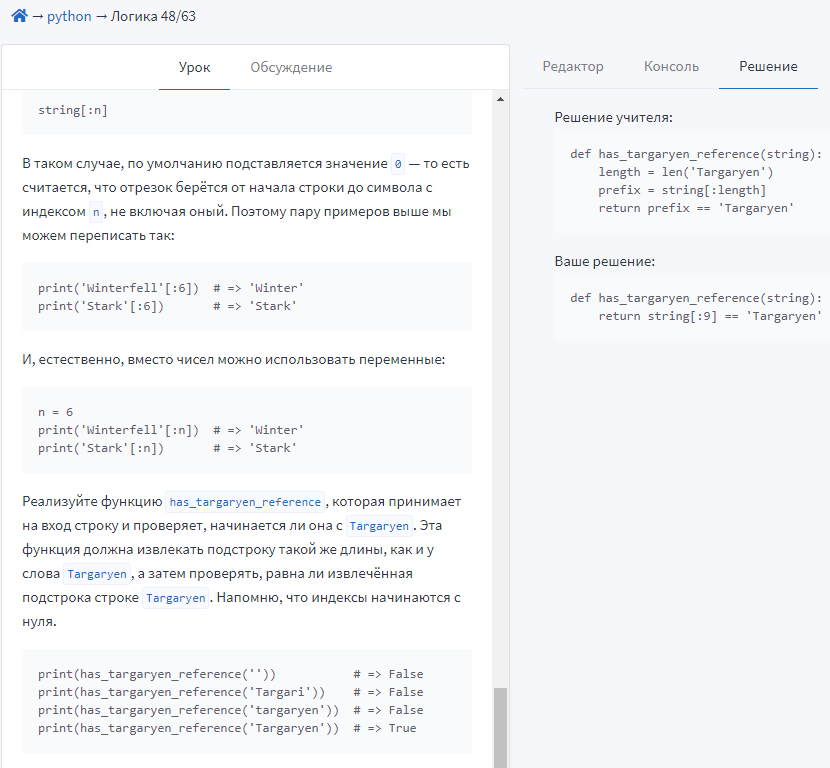 → python → Логика 48/63
Урок Обсуждение
string[:n]
В таком случае, по умолчанию подставляется значение 0 — то есть
считается, что отрезок берётся от начала строки до символа с
индексом n, не включая оный. Поэтому пару примеров выше мы
можем переписать так:
print('Winterfell'[:6])  # => 'Winter'
print('Stark'[:6])       # => 'Stark'
И, естественно, вместо чисел можно использовать переменные:
n = 6
print('Winterfell'[:n])  # => 'Winter'
print('Stark'[:n])       # => 'Stark'
Реализуйте функцию has_targaryen_reference, которая принимает
на вход строку и проверяет, начинается ли она с Targaryen. Эта
функция должна извлекать подстроку такой же длины, как и у
слова Targaryen, а затем проверять, равна ли извлечённая
подстрока строке Targaryen. Напомню, что индексы начинаются с
нуля.
print(has_targaryen_reference(''))           # => False
print(has_targaryen_reference('Targari'))    # => False
print(has_targaryen_reference('targaryen'))  # => False
print(has_targaryen_reference('Targaryen'))  # => True
Редактор Консоль Решение
Решение учителя:
def has_targaryen_reference(string):
    length = len('Targaryen')
    prefix = string[:length]
    return prefix == 'Targaryen'
Ваше решение:
def has_targaryen_reference(string):
    return string[:9] == 'Targaryen'